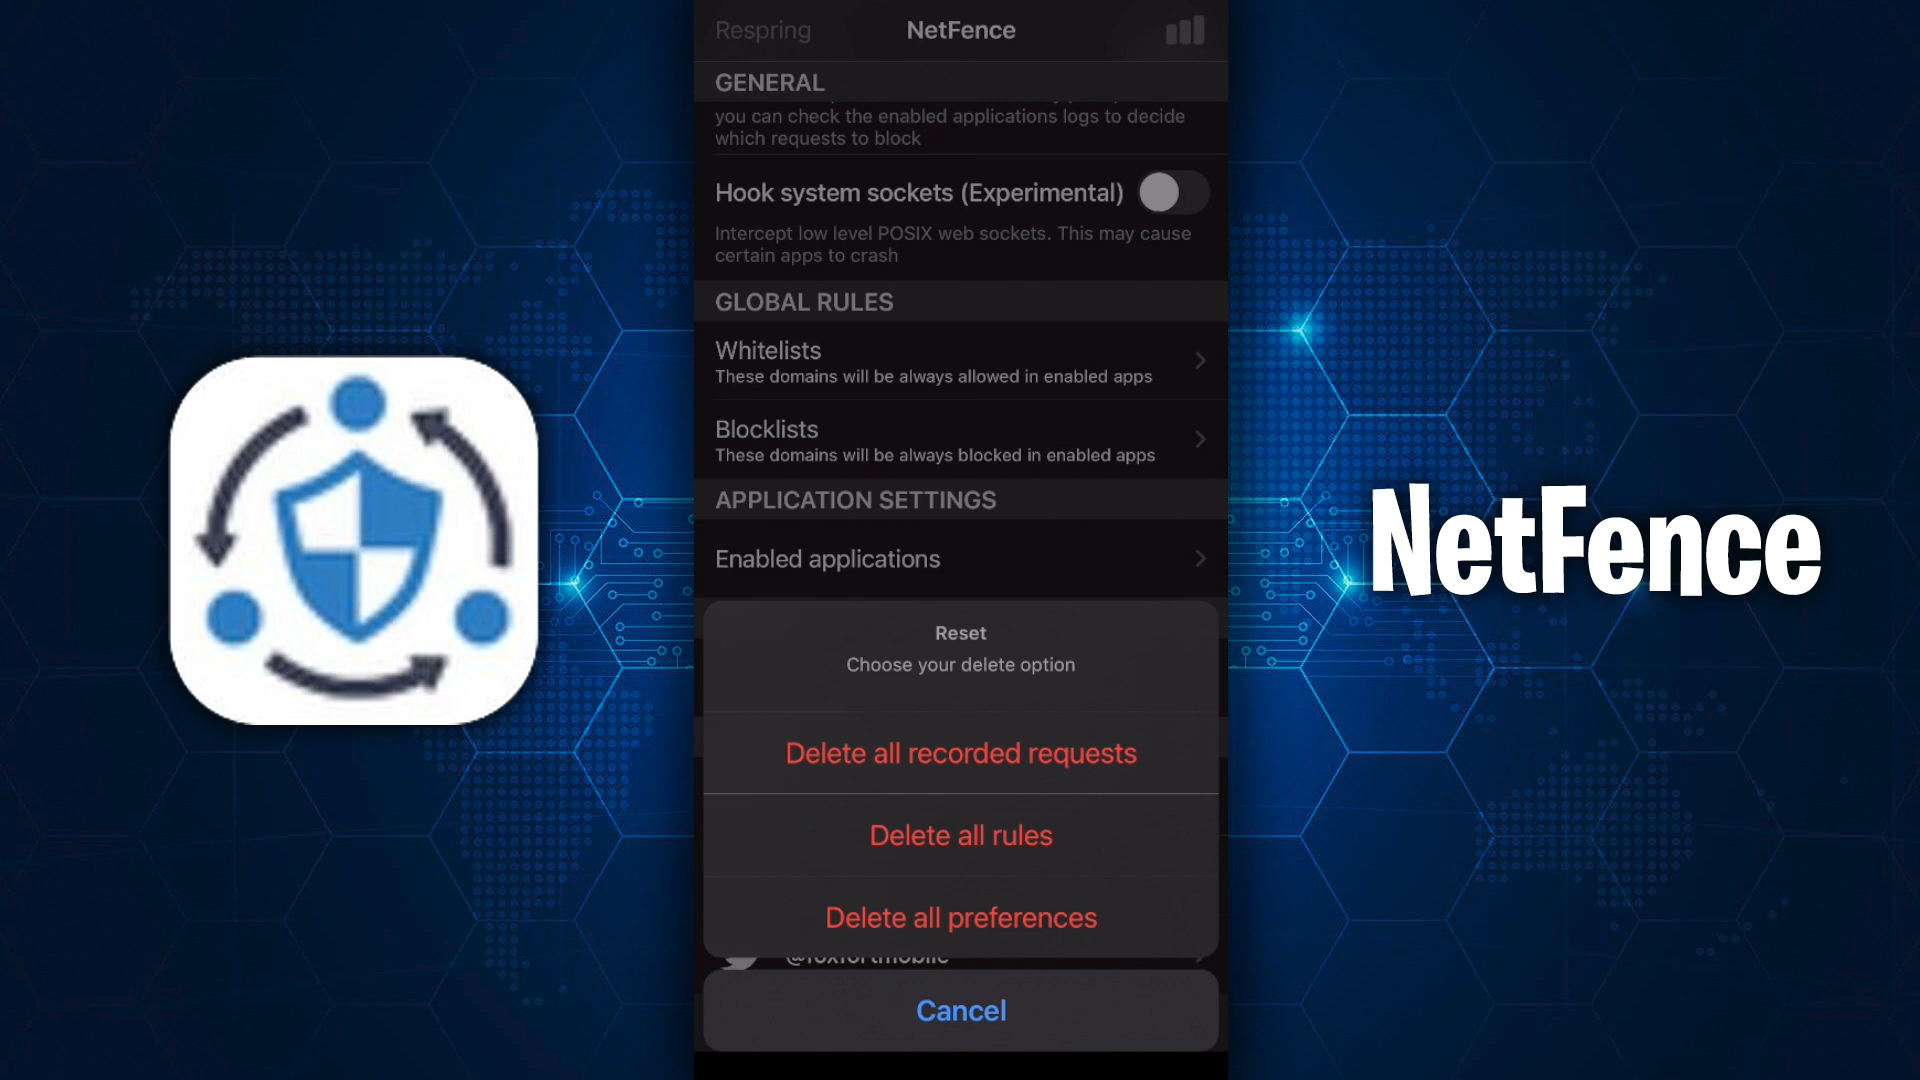 Respring
NetFence
GENERAL
you can check the enabled applications logs to decide
which requests to block
Hook system sockets (Experimental)
Intercept low level POSIX web sockets. This may cause
certain apps to crash
GLOBAL RULES
Whitelists
These domains will be always allowed in enabled apps
Blocklists
These domains will be always blocked in enabled apps
APPLICATION SETTINGS
Enabled applications
Reset
Choose your delete option
Delete all recorded requests
Delete all rules
Delete all preferences
@foxfortmobile
Cancel
NetFence